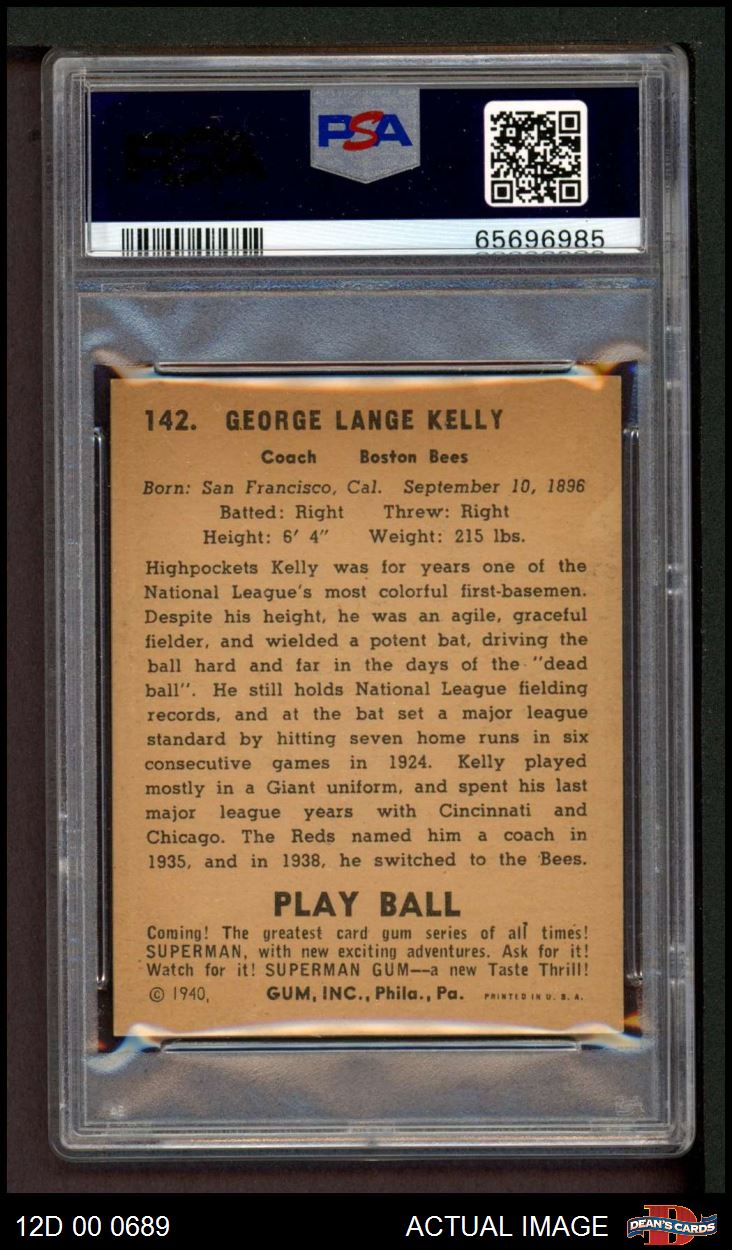 PSA
65696985
142. GEORGE LANGE KELLY
Coach Boston Bees
Born: San Francisco, Cal. September 10, 1896
Batted: Right Threw: Right
Height: 6' 4" Weight: 215 lbs.
Highpockets Kelly was for years one of the
National League's most colorful first-basemen.
Despite his height, he was an agile, graceful
fielder, and wielded a potent bat, driving the
ball hard and far in the days of the "dead
ball". He still holds National League fielding
records, and at the bat set a major league
standard by hitting seven home runs in six
consecutive games in 1924. Kelly played
mostly in a Giant uniform, and spent his last
major league years with Cincinnati and
Chicago. The Reds named him a coach in
1935, and in 1938, he switched to the Bees.
PLAY BALL
Coming! The greatest card gum series of all times!
SUPERMAN, with new exciting adventures. Ask for it!
Watch for it! SUPERMAN GUM--a new Taste Thrill!
© 1940, GUM, INC., Phila., Pa. PRINTED IN U. S. A.
12D 00 0689 ACTUAL IMAGE DEAN'S CARDS